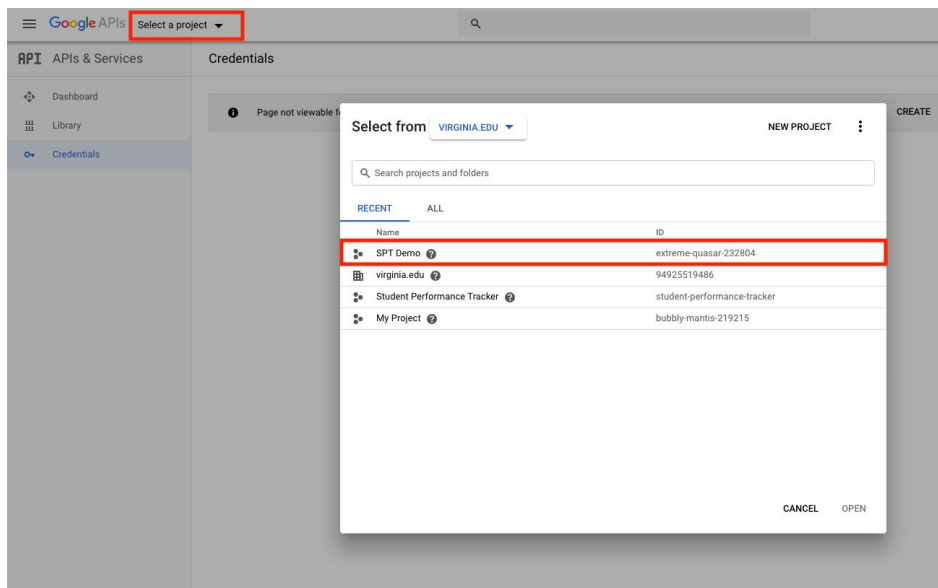 Google APIs Select a project
API APIs & Services
Credentials
Dashboard
Library
Credentials
Page not viewable f
CREATE
Select from VIRGINIA.EDU
NEW PROJECT
Search projects and folders
RECENT ALL
Name ID
SPT Demo extreme-quasar-232804
virginia.edu 94925519486
Student Performance Tracker student-performance-tracker
My Project bubbly-mantis-219215
CANCEL OPEN